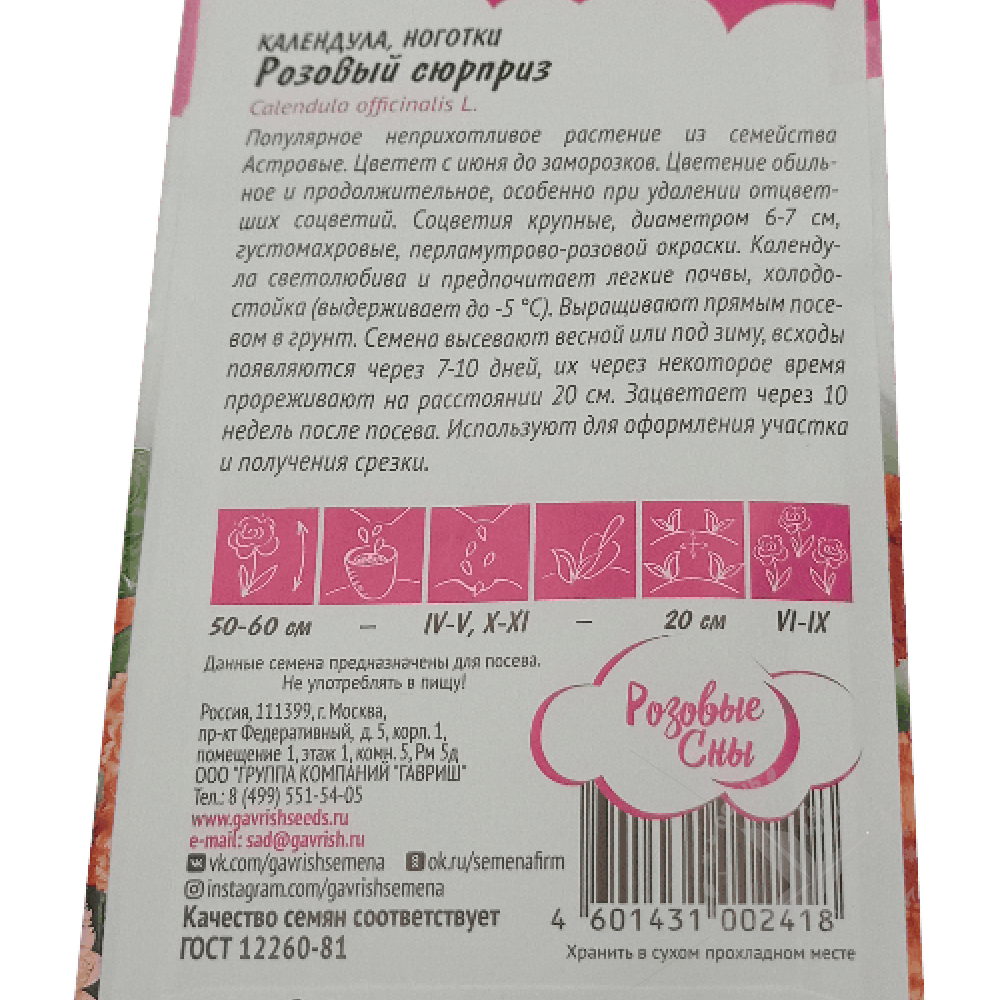 КАЛЕНДУЛА, НОГОТКИ
Розовый сюрприз
Calendula officinalis L.
Популярное неприхотливое растение из семейства
Астровые. Цветет с июня до заморозков. Цветение обиль-
ное и продолжительное, особенно при удалении отцвет-
ших соцветий. Соцветия крупные, диаметром 6-7 см,
густомахровые, перламутрово-розовой окраски. Календу-
ла светолюбива и предпочитает легкие почвы, холодо-
стойка (выдерживает до -5 °С). Выращивают прямым посе-
вом в грунт. Семена высевают весной или под зиму, всходы
появляются через 7-10 дней, их через некоторое время
прореживают на расстоянии 20 см. Зацветает через 10
недель после посева. Используют для оформления участка
и получения срезки.
50-60 см – IV-V, X-XI – 20 см VI-IX
Данные семена предназначены для посева.
Не употреблять в пищу!
Россия, 111399, г. Москва,
пр-кт Федеративный, д. 5, корп. 1,
помещение 1, этаж 1, комн. 5, Рм 5д
ООО "ГРУППА КОМПАНИЙ "ГАВРИШ"
Тел.: 8 (499) 551-54-05
www.gavrishseeds.ru
e-mail: sad@gavrish.ru
vk.com/gavrishsemena ok.ru/semenafirm
instagram.com/gavrishsemena
Качество семян соответствует
ГОСТ 12260-81
Розовые
Сны
4 601431 002418
Хранить в сухом прохладном месте